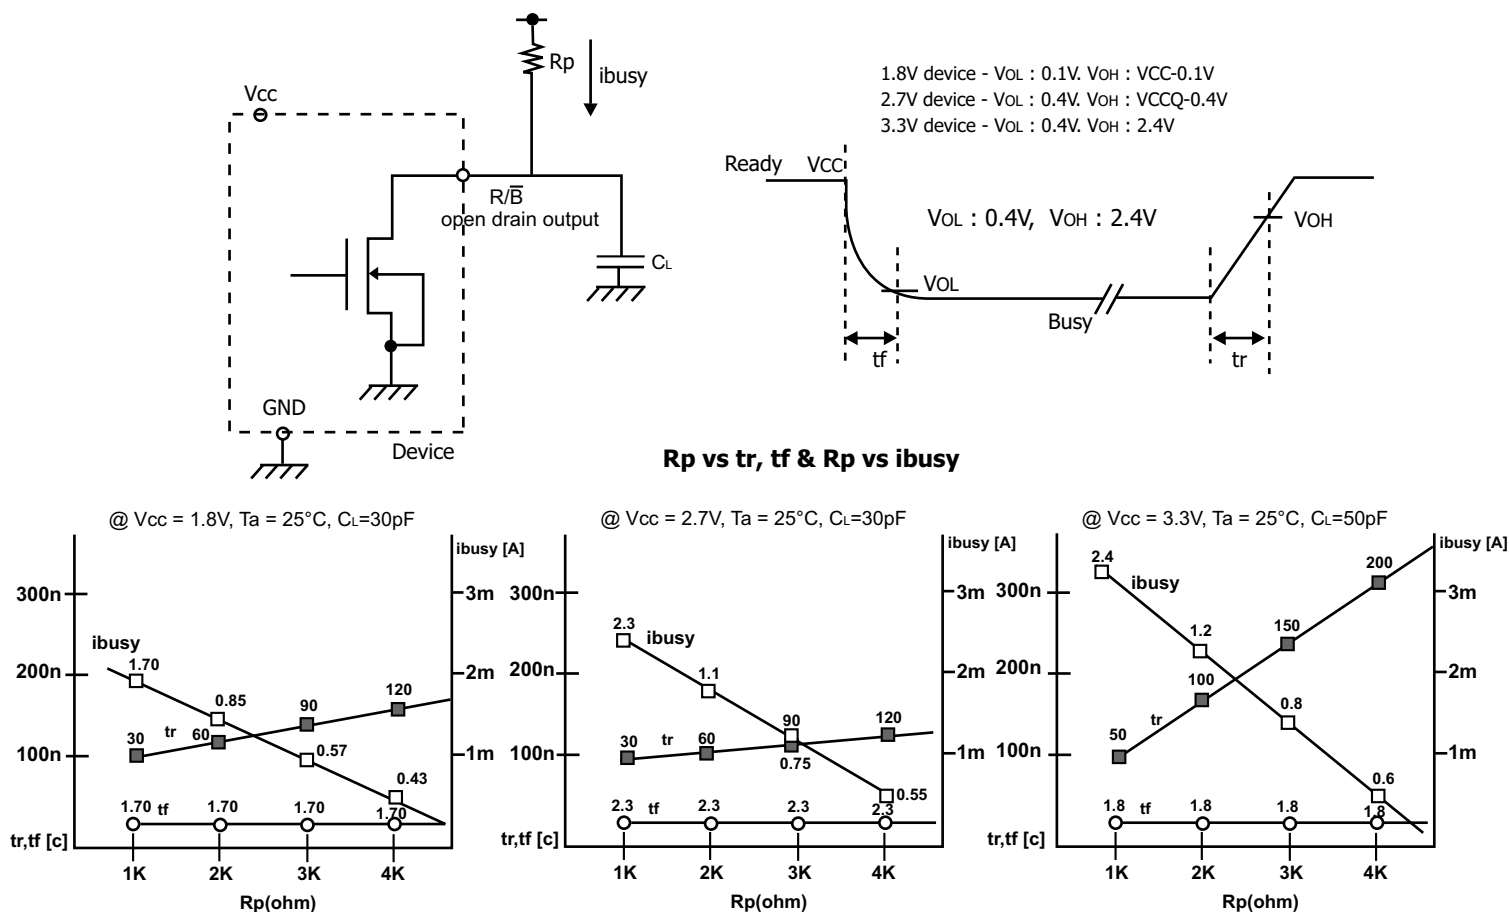 Rp
ibusy
Vcc
R/B̅
open drain output
CL
GND
Device
1.8V device - VOL : 0.1V. VOH : VCC-0.1V
2.7V device - VOL : 0.4V. VOH : VCCQ-0.4V
3.3V device - VOL : 0.4V. VOH : 2.4V
Ready VCC
VOL : 0.4V, VOH : 2.4V
VOH
VOL
Busy
tf
tr
Rp vs tr, tf & Rp vs ibusy
@ Vcc = 1.8V, Ta = 25°C, CL=30pF
ibusy [A]
300n
3m
ibusy
200n
1.70
2m
0.85
90
120
30
tr
60
100n
0.57
1m
0.43
1.70
tf
1.70
1.70
1.70
tr,tf [c]
1K 2K 3K 4K
Rp(ohm)
@ Vcc = 2.7V, Ta = 25°C, CL=30pF
ibusy [A]
300n
3m
2.3
ibusy
200n
1.1
2m
30
tr
60
90
120
100n
0.75
1m
0.55
2.3
tf
2.3
2.3
2.3
tr,tf [c]
1K 2K 3K 4K
Rp(ohm)
@ Vcc = 3.3V, Ta = 25°C, CL=50pF
ibusy [A]
2.4
200
300n
ibusy
3m
1.2
150
200n
100
2m
0.8
50
tr
100n
1m
0.6
1.8
tf
1.8
1.8
1.8
tr,tf [c]
1K 2K 3K 4K
Rp(ohm)